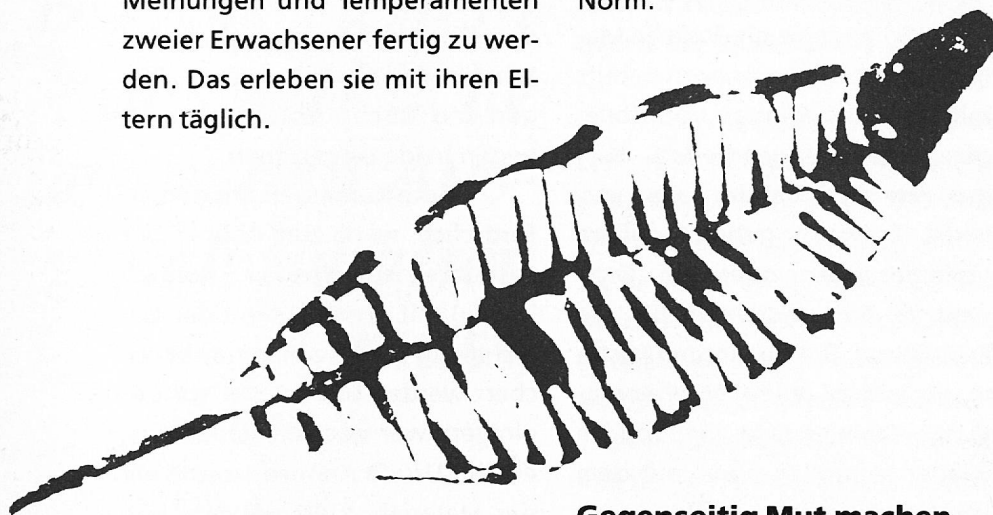 Meinungen und Temperamenten
zweier Erwachsener fertig zu wer-
den. Das erleben sie mit ihren El-
tern täglich.
Norm.
Gegenseitig Mut machen